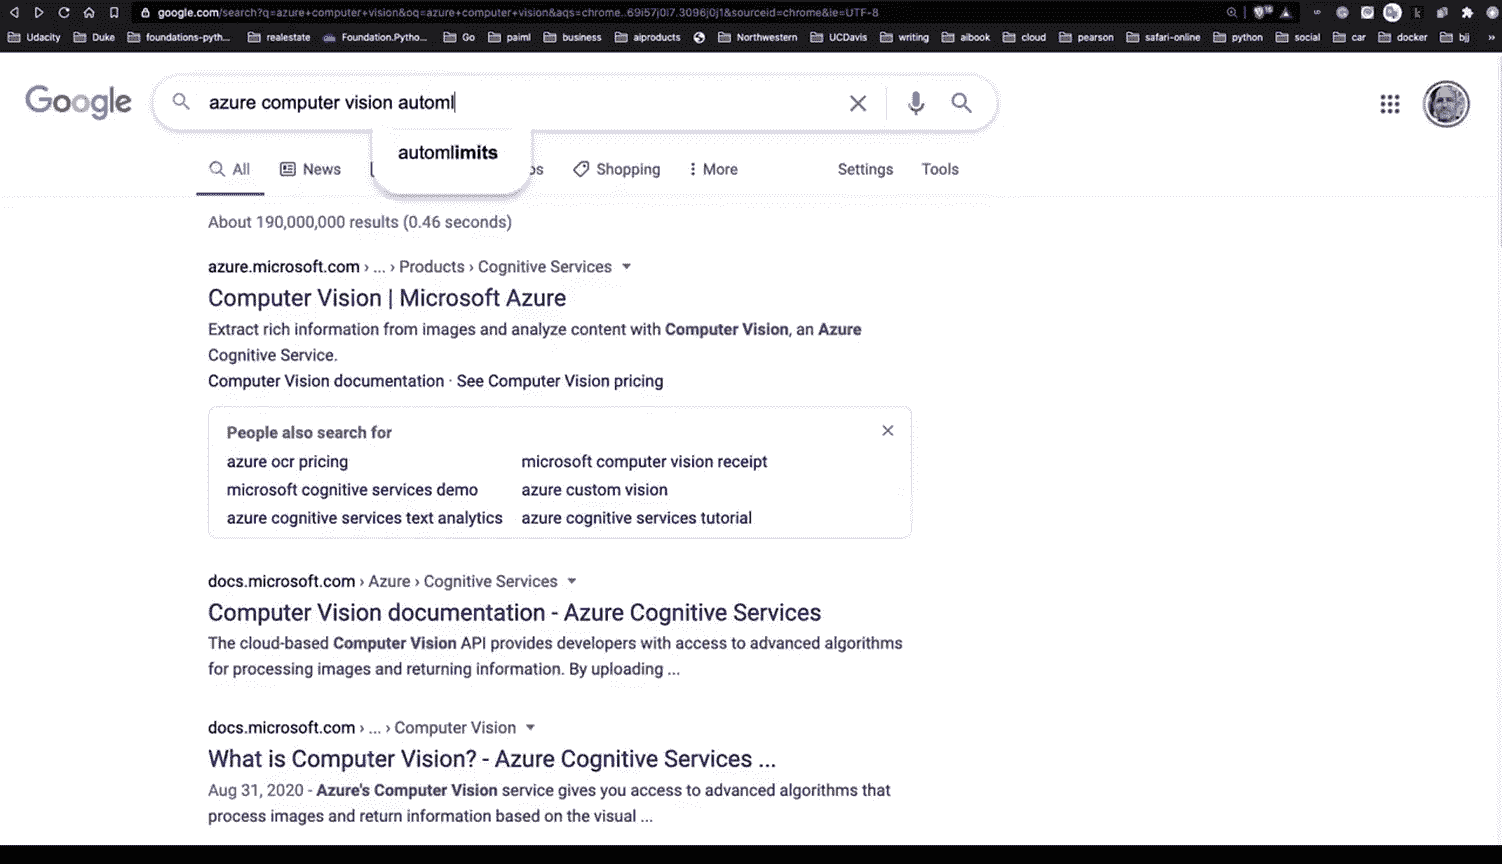 google.com/search?q=azure+computer+vision&oq=azure+computer+vision&aqs=chrome..69i57j0i7.3096j0j1&sourceid=chrome&ie=UTF-8
Udacity Duke foundations-pyth... realestate Foundation.Pytho... Go paiml business aiproducts Northwestern UCDavis writing aibook cloud pearson safari-online python social car docker bjj »
Google azure computer vision automl
automlimits
All News os Shopping More Settings Tools
About 190,000,000 results (0.46 seconds)
azure.microsoft.com › ... › Products › Cognitive Services
Computer Vision | Microsoft Azure
Extract rich information from images and analyze content with Computer Vision, an Azure
Cognitive Service.
Computer Vision documentation · See Computer Vision pricing
People also search for
azure ocr pricing microsoft computer vision receipt
microsoft cognitive services demo azure custom vision
azure cognitive services text analytics azure cognitive services tutorial
docs.microsoft.com › Azure › Cognitive Services
Computer Vision documentation - Azure Cognitive Services
The cloud-based Computer Vision API provides developers with access to advanced algorithms
for processing images and returning information. By uploading ...
docs.microsoft.com › ... › Computer Vision
What is Computer Vision? - Azure Cognitive Services ...
Aug 31, 2020 - Azure's Computer Vision service gives you access to advanced algorithms that
process images and return information based on the visual ...